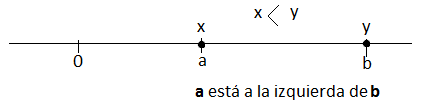 x < y
x y
0 a b
a está a la izquierda de b